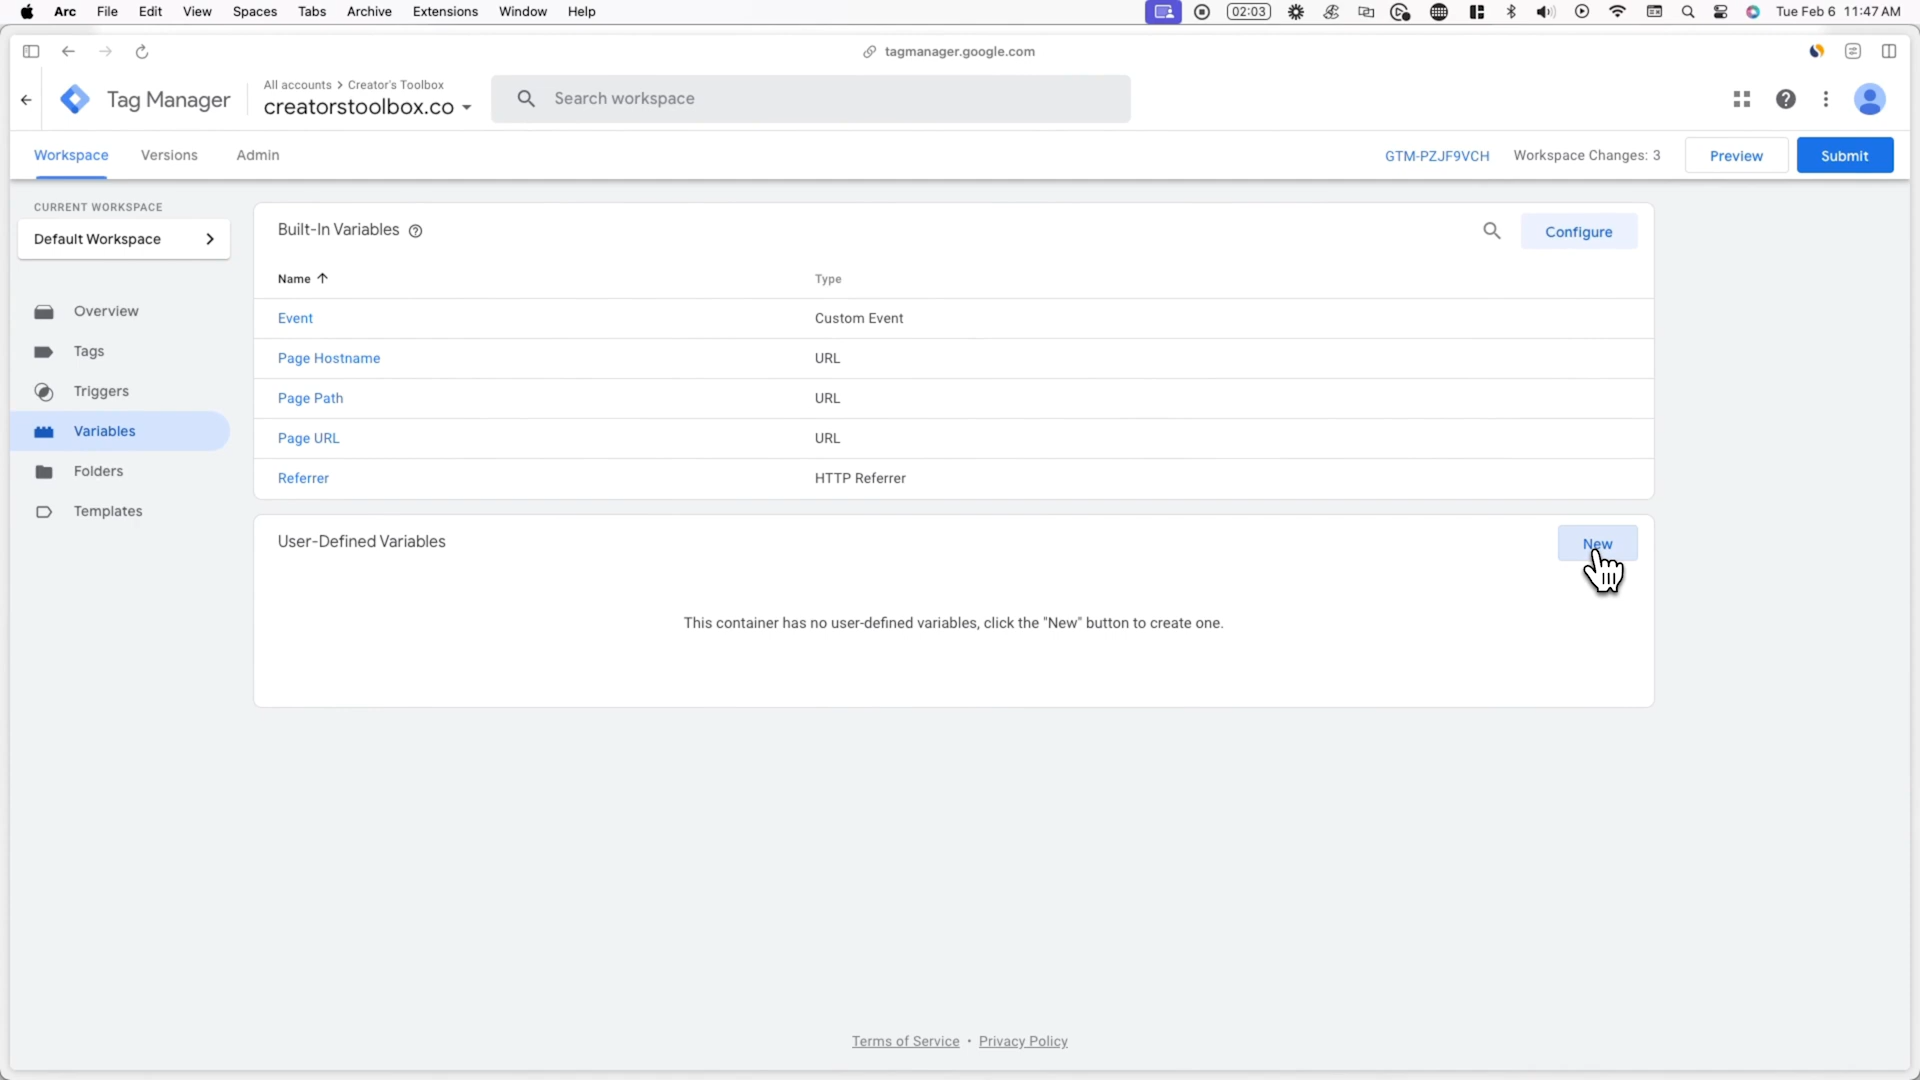 Arc File Edit View Spaces Tabs Archive Extensions Window Help 02:03 Tue Feb 6 11:47 AM
tagmanager.google.com
Tag Manager
All accounts > Creator's Toolbox
creatorstoolbox.co
Search workspace
Workspace Versions Admin GTM-PZJF9VCH Workspace Changes: 3 Preview Submit
CURRENT WORKSPACE
Default Workspace
Overview
Tags
Triggers
Variables
Folders
Templates
Built-In Variables
Configure
Name Type
Event Custom Event
Page Hostname URL
Page Path URL
Page URL URL
Referrer HTTP Referrer
User-Defined Variables
New
This container has no user-defined variables, click the "New" button to create one.
Terms of Service • Privacy Policy